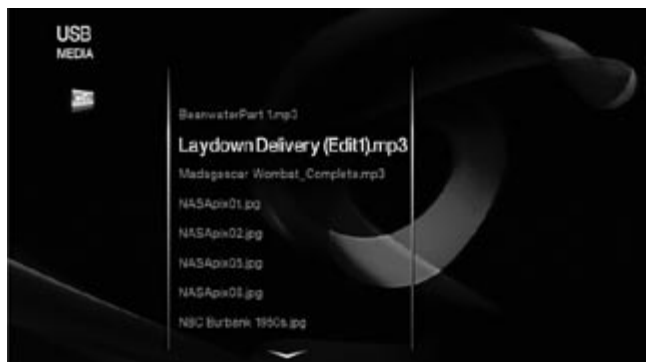 USB
MEDIA
BeanwaterPart 1.mp3
Laydown Delivery (Edit1).mp3
Madagascar Wombat_Complete.mp3
NASApix01.jpg
NASApix02.jpg
NASApix05.jpg
NASApix08.jpg
NBC Burbank 1950s.jpg